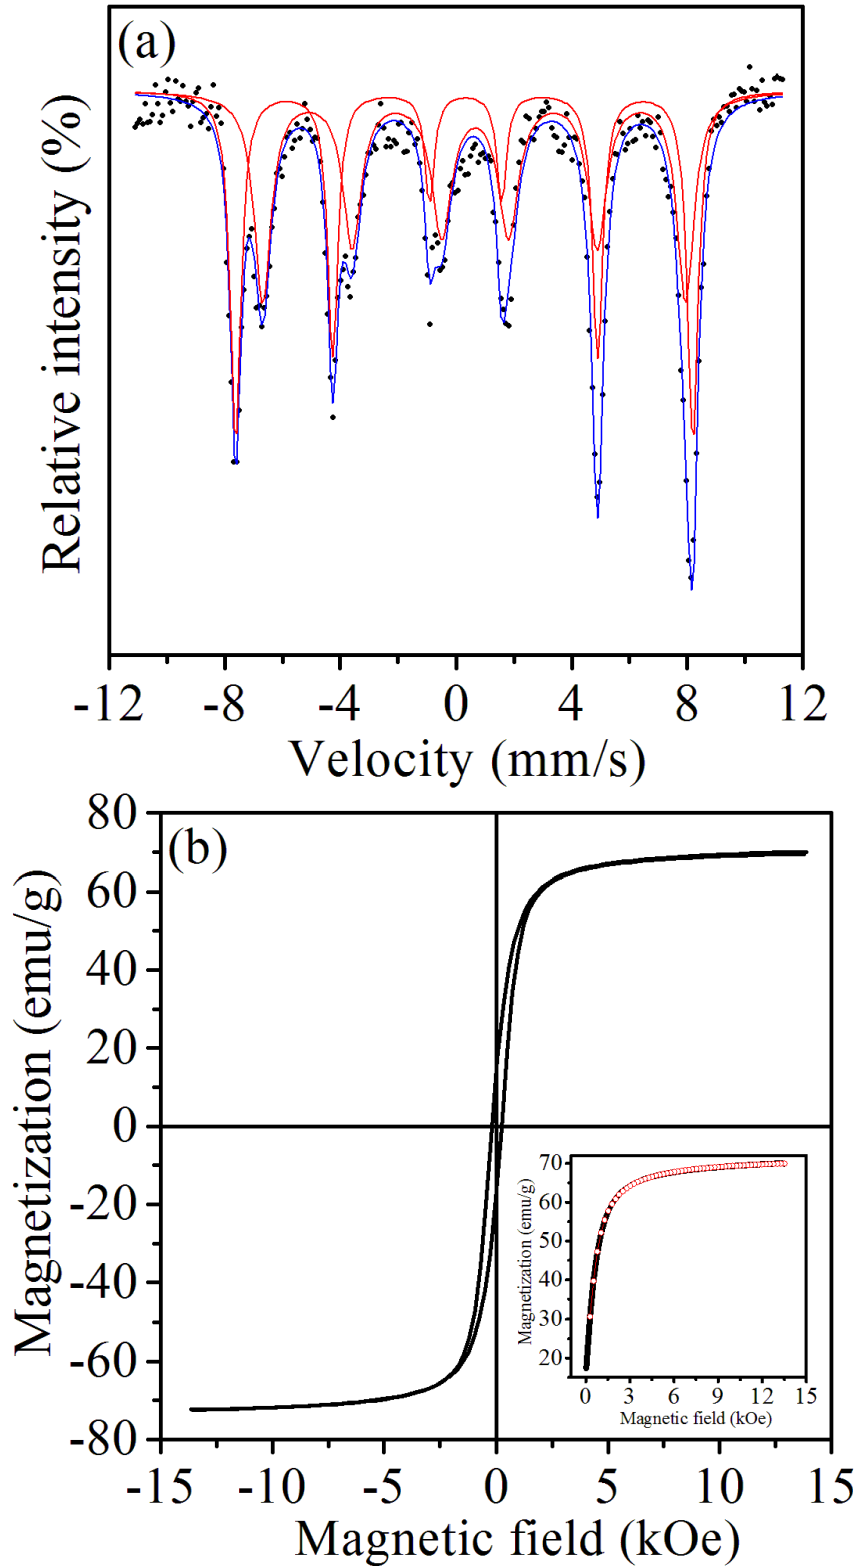 (a)
Relative intensity (%)
-12 -8 -4 0 4 8 12
Velocity (mm/s)
(b)
Magnetization (emu/g)
80
60
40
20
0
-20
-40
-60
-80
-15 -10 -5 0 5 10 15
Magnetic field (kOe)
Magnetization (emu/g)
70
60
50
40
30
20
0 3 6 9 12 15
Magnetic field (kOe)